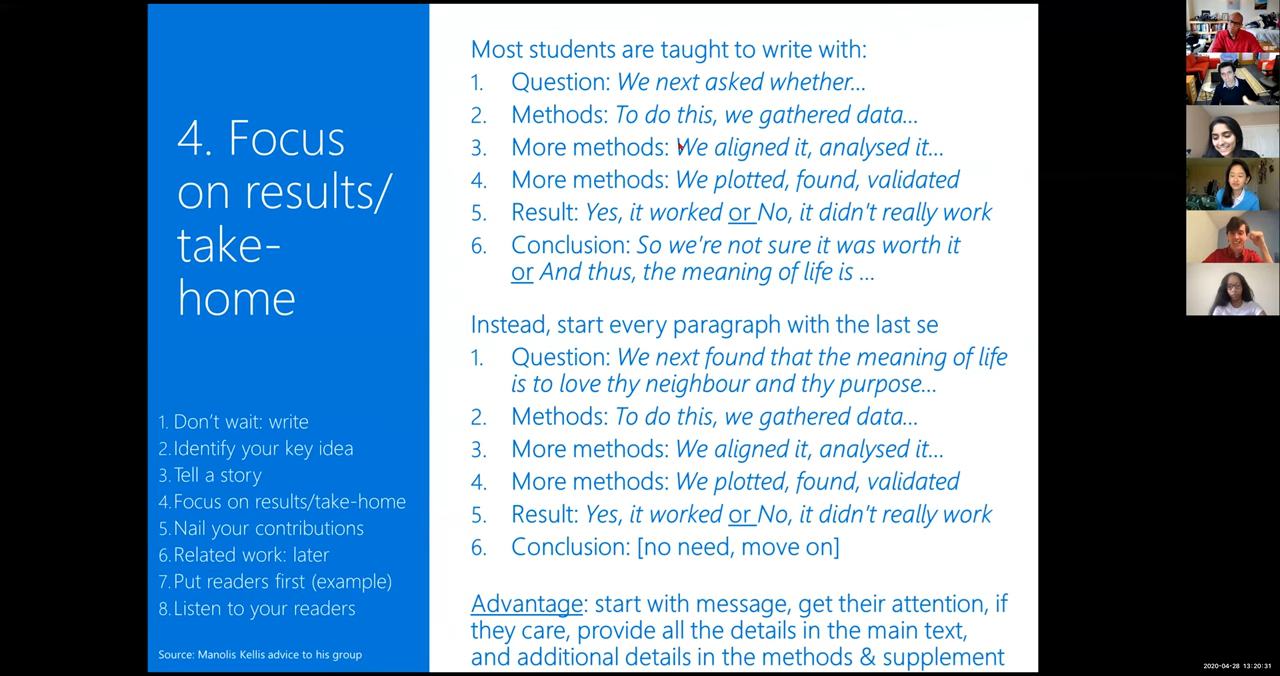 4. Focus
on results/
take-
home
1. Don't wait: write
2. Identify your key idea
3. Tell a story
4. Focus on results/take-home
5. Nail your contributions
6. Related work: later
7. Put readers first (example)
8. Listen to your readers
Source: Manolis Kellis advice to his group
Most students are taught to write with:
1. Question: We next asked whether...
2. Methods: To do this, we gathered data...
3. More methods: We aligned it, analysed it...
4. More methods: We plotted, found, validated
5. Result: Yes, it worked or No, it didn't really work
6. Conclusion: So we're not sure it was worth it
or And thus, the meaning of life is ...
Instead, start every paragraph with the last se
1. Question: We next found that the meaning of life
is to love thy neighbour and thy purpose...
2. Methods: To do this, we gathered data...
3. More methods: We aligned it, analysed it...
4. More methods: We plotted, found, validated
5. Result: Yes, it worked or No, it didn't really work
6. Conclusion: [no need, move on]
Advantage: start with message, get their attention, if
they care, provide all the details in the main text,
and additional details in the methods & supplement
2020-04-28 13:20:31